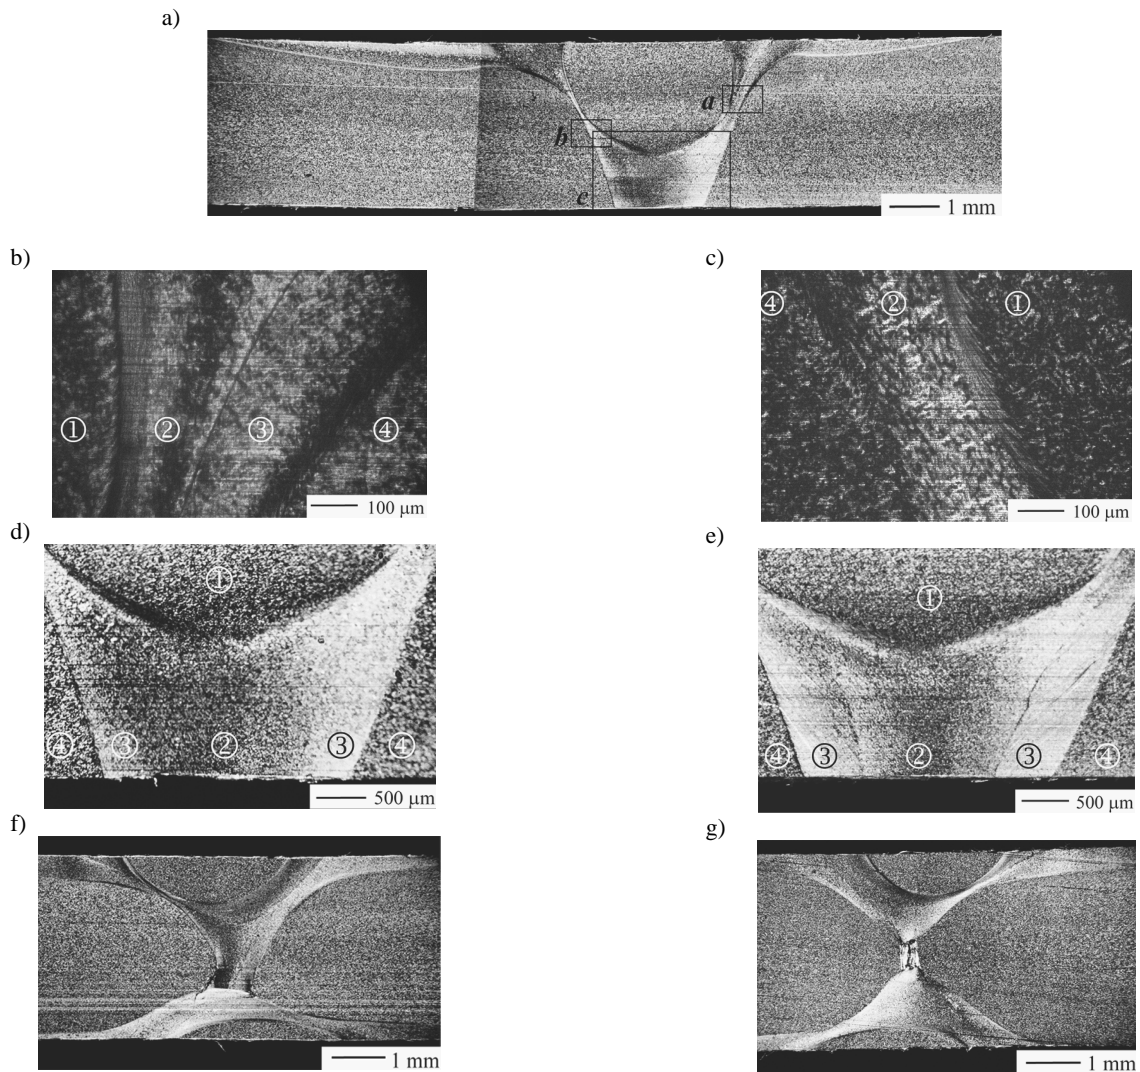 a)
a
b
c
1 mm
b)
① ② ③ ④
100 μm
c)
④ ② ①
100 μm
d)
①
④ ③ ② ③ ④
500 μm
e)
①
④ ③ ② ③ ④
500 μm
f)
1 mm
g)
1 mm